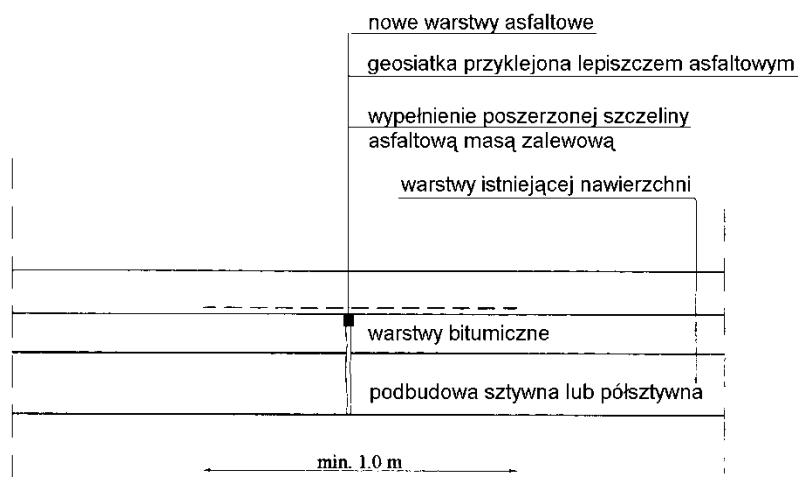 nowe warstwy asfaltowe
geosiatka przyklejona lepiszczem asfaltowym
wypełnienie poszerzonej szczeliny
asfaltową masą zalewową
warstwy istniejącej nawierzchni
warstwy bitumiczne
podbudowa sztywna lub półsztywna
min. 1.0 m